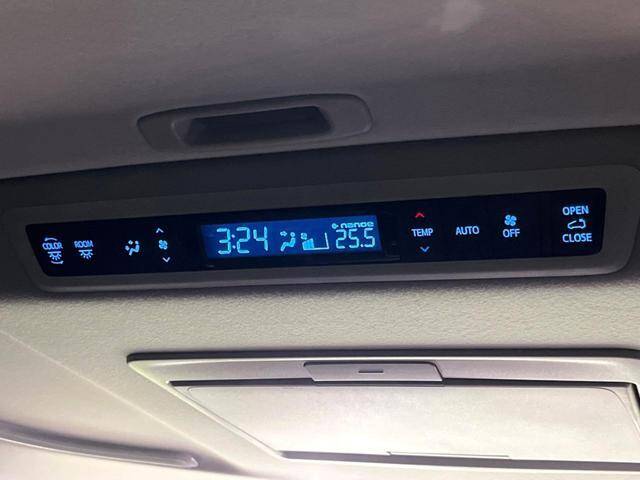 COLOR
ROOM
3:24
nanoe
25.5
TEMP
AUTO
OFF
OPEN
CLOSE